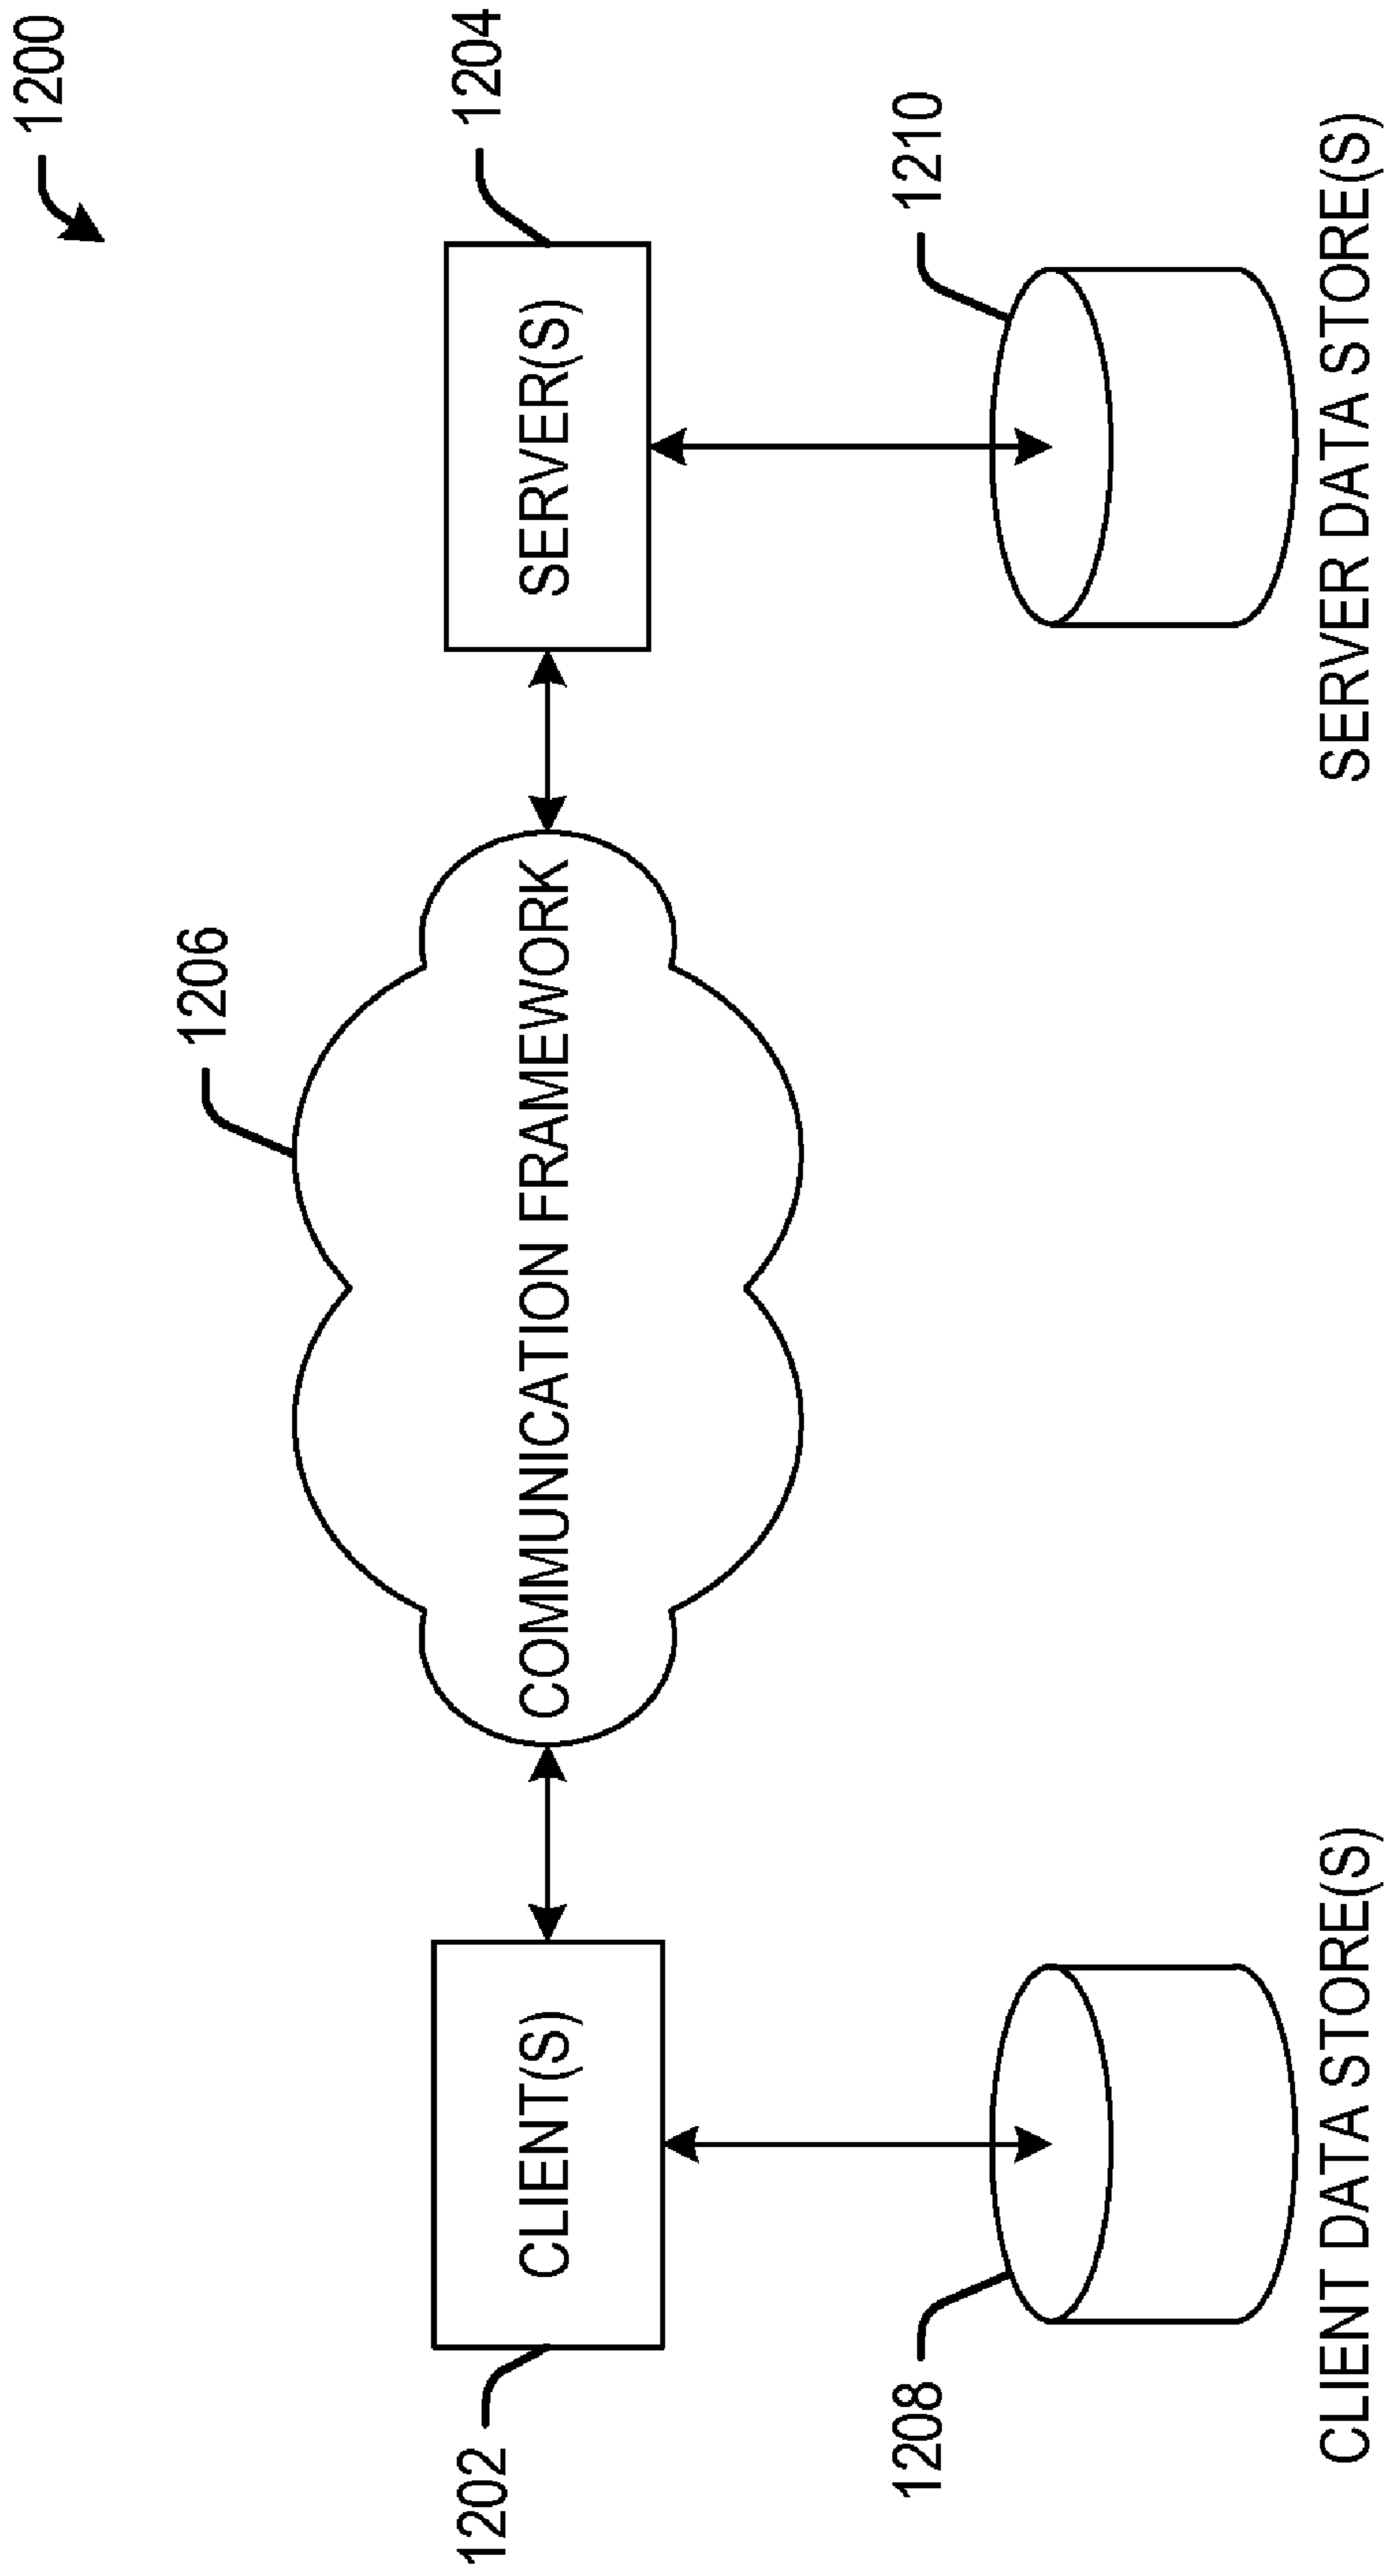 1200
1206
1202
CLIENT(S)
COMMUNICATION FRAMEWORK
SERVER(S)
1204
1208
1210
CLIENT DATA STORE(S)
SERVER DATA STORE(S)